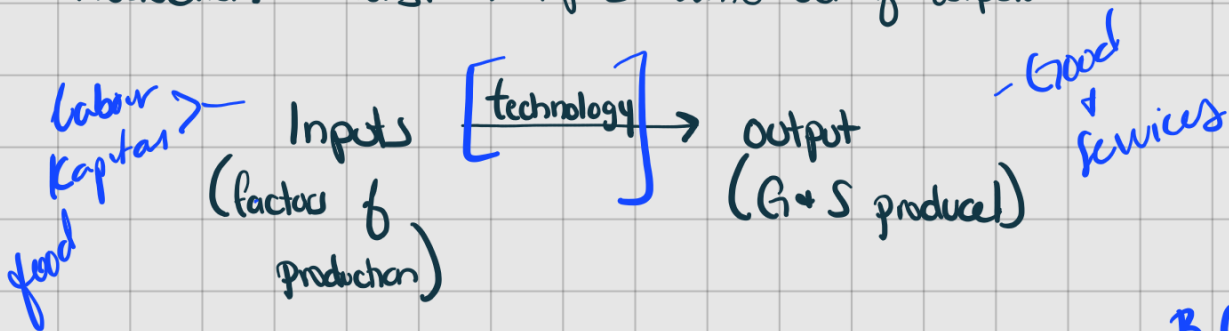 Labour
Kapital
food
Inputs
(factors of
production)
technology
output
(G & S produced)
Good
&
Services